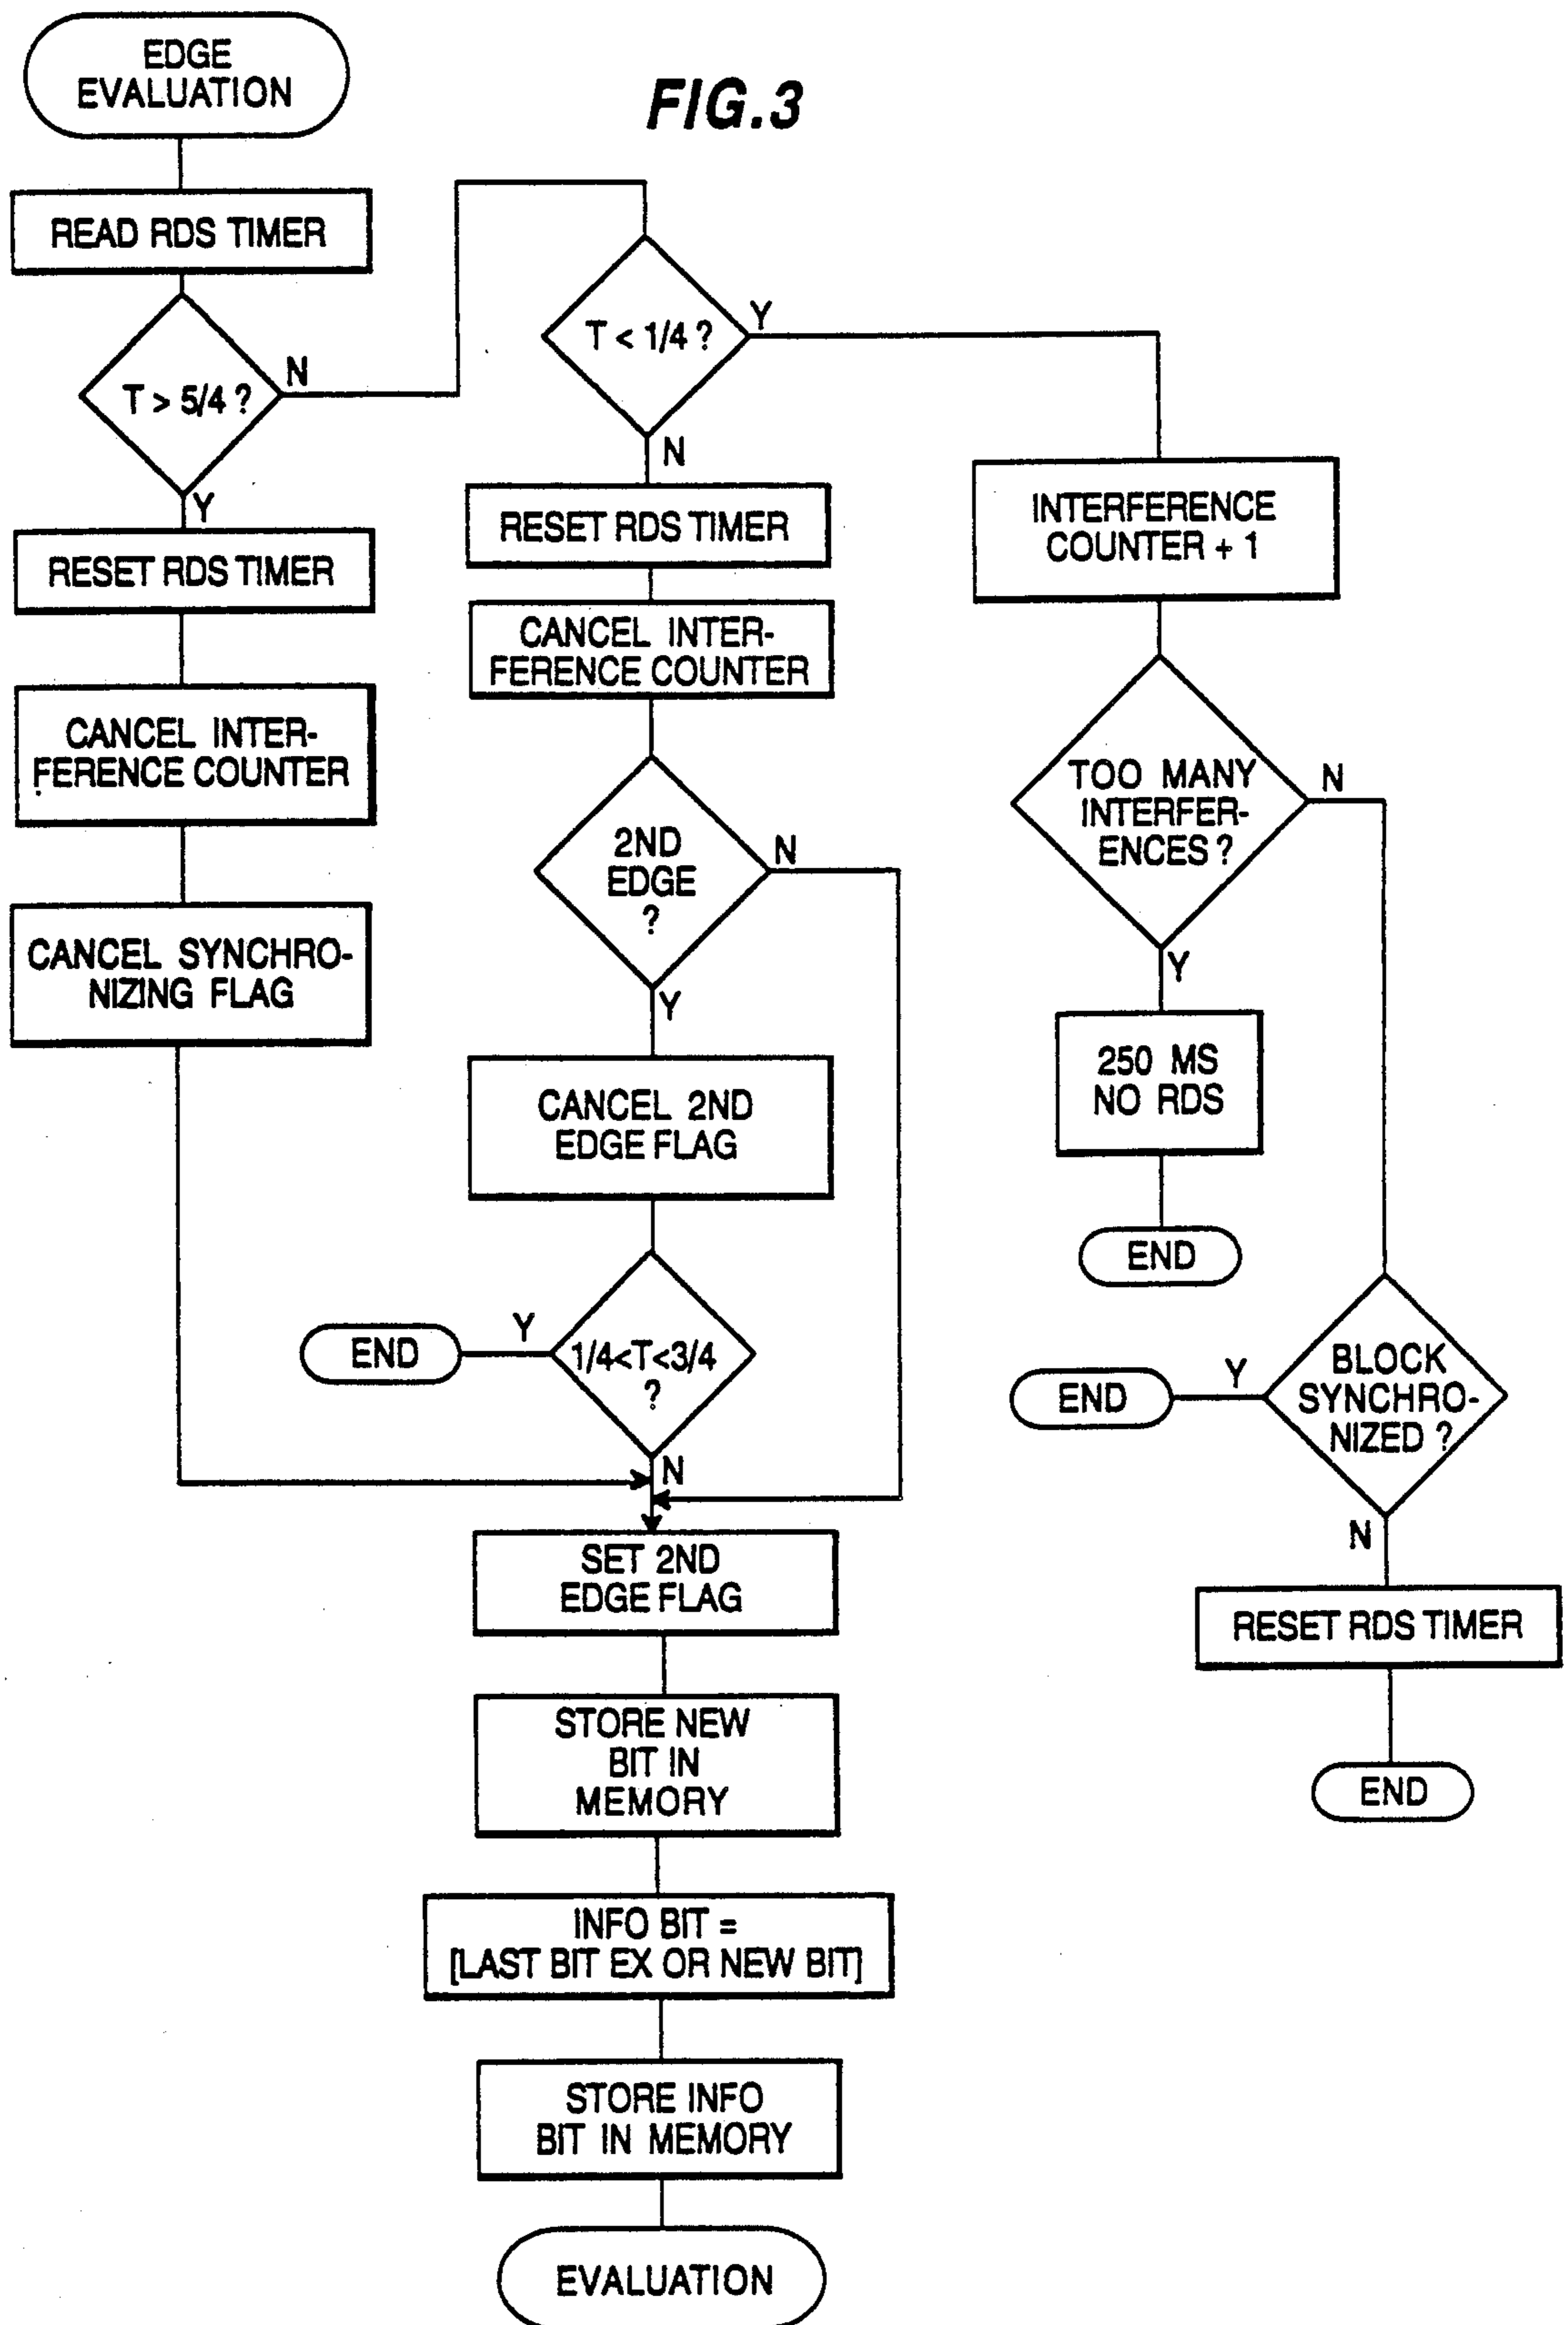 FIG.3
EDGE
EVALUATION
READ RDS TIMER
T > 5/4 ?
N
Y
RESET RDS TIMER
CANCEL INTER-
FERENCE COUNTER
CANCEL SYNCHRO-
NIZING FLAG
T < 1/4 ?
Y
N
RESET RDS TIMER
CANCEL INTER-
FERENCE COUNTER
2ND
EDGE
?
N
Y
CANCEL 2ND
EDGE FLAG
1/4<T<3/4
?
Y
END
N
SET 2ND
EDGE FLAG
STORE NEW
BIT IN
MEMORY
INFO BIT =
[LAST BIT EX OR NEW BIT]
STORE INFO
BIT IN MEMORY
EVALUATION
INTERFERENCE
COUNTER + 1
TOO MANY
INTERFER-
ENCES ?
N
Y
250 MS
NO RDS
END
BLOCK
SYNCHRO-
NIZED ?
Y
END
N
RESET RDS TIMER
END